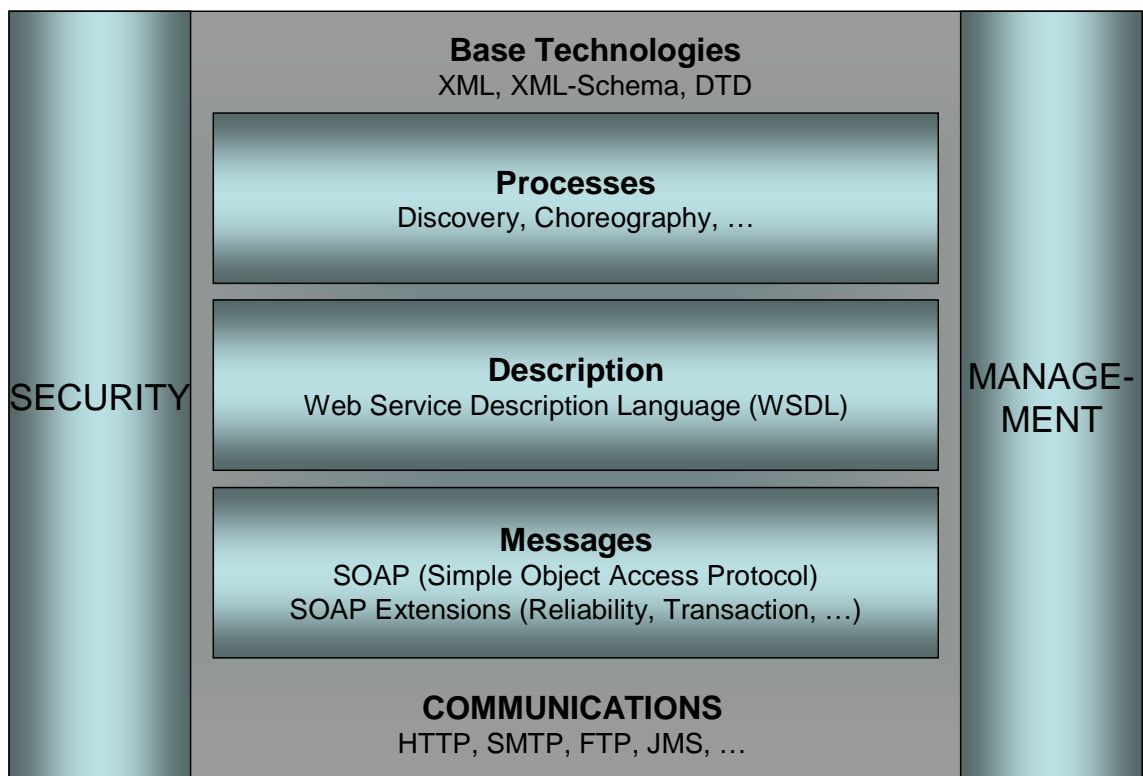 Base Technologies
XML, XML-Schema, DTD
Processes
Discovery, Choreography, …
SECURITY
Description
Web Service Description Language (WSDL)
MANAGE-
MENT
Messages
SOAP (Simple Object Access Protocol)
SOAP Extensions (Reliability, Transaction, …)
COMMUNICATIONS
HTTP, SMTP, FTP, JMS, …